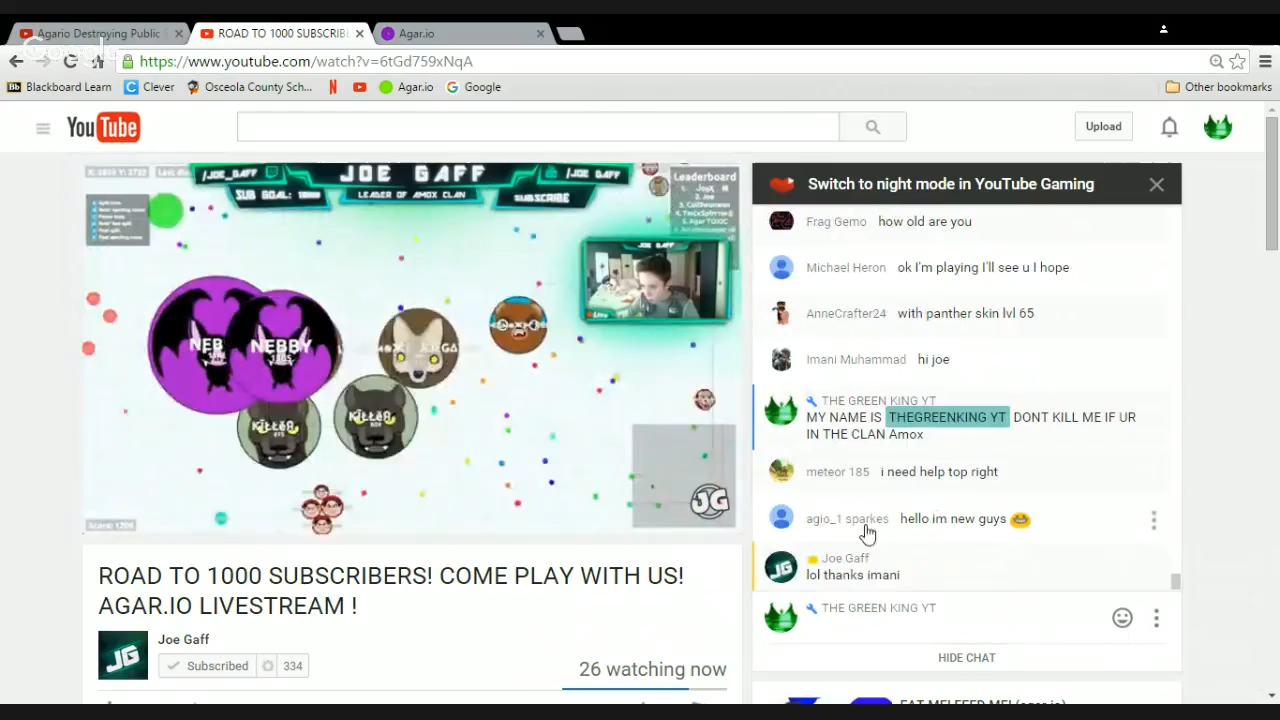 Agario Destroying Public
ROAD TO 1000 SUBSCRIB
Agar.io
https://www.youtube.com/watch?v=6tGd759xNqA
Blackboard Learn
Clever
Osceola County Sch...
Agar.io
Google
Other bookmarks
YouTube
Upload
/JOE_GAFF
JOE GAFF
/JOE GAFF
SUB GOAL:
LEADER OF AMOX CLAN
SUBSCRIBE
Leaderboard
JOE GAFF
NEB
NEBBY
JG
Switch to night mode in YouTube Gaming
Frag Gemo how old are you
Michael Heron ok I'm playing I'll see u I hope
AnneCrafter24 with panther skin lvl 65
Imani Muhammad hi joe
THE GREEN KING YT
MY NAME IS THEGREENKING YT DONT KILL ME IF UR
IN THE CLAN Amox
meteor 185 i need help top right
agio_1 sparkes hello im new guys
Joe Gaff
lol thanks imani
THE GREEN KING YT
HIDE CHAT
ROAD TO 1000 SUBSCRIBERS! COME PLAY WITH US!
AGAR.IO LIVESTREAM !
JG
Joe Gaff
Subscribed 334
26 watching now